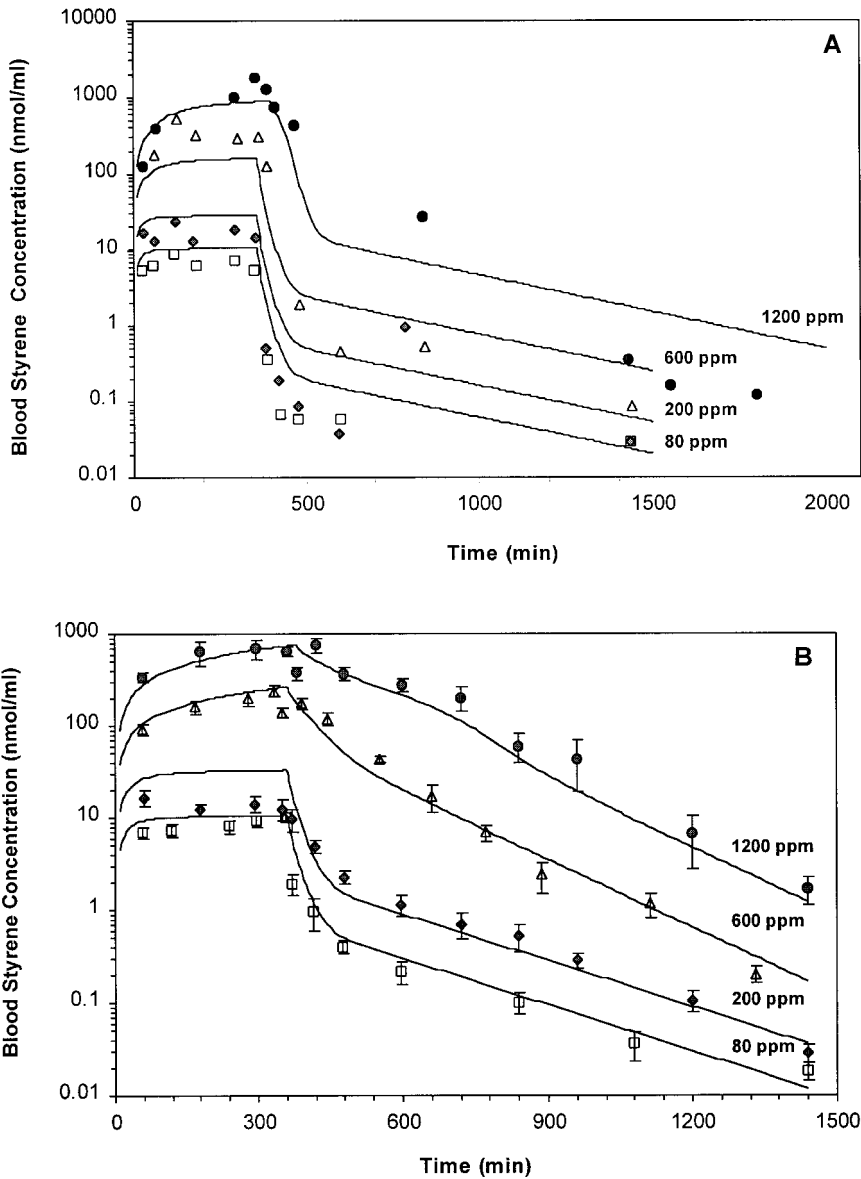 A
Blood Styrene Concentration (nmol/ml)
10000
1000
100
10
1
0.1
0.01
1200 ppm
600 ppm
200 ppm
80 ppm
0 500 1000 1500 2000
Time (min)
B
Blood Styrene Concentration (nmol/ml)
1000
100
10
1
0.1
0.01
1200 ppm
600 ppm
200 ppm
80 ppm
0 300 600 900 1200 1500
Time (min)